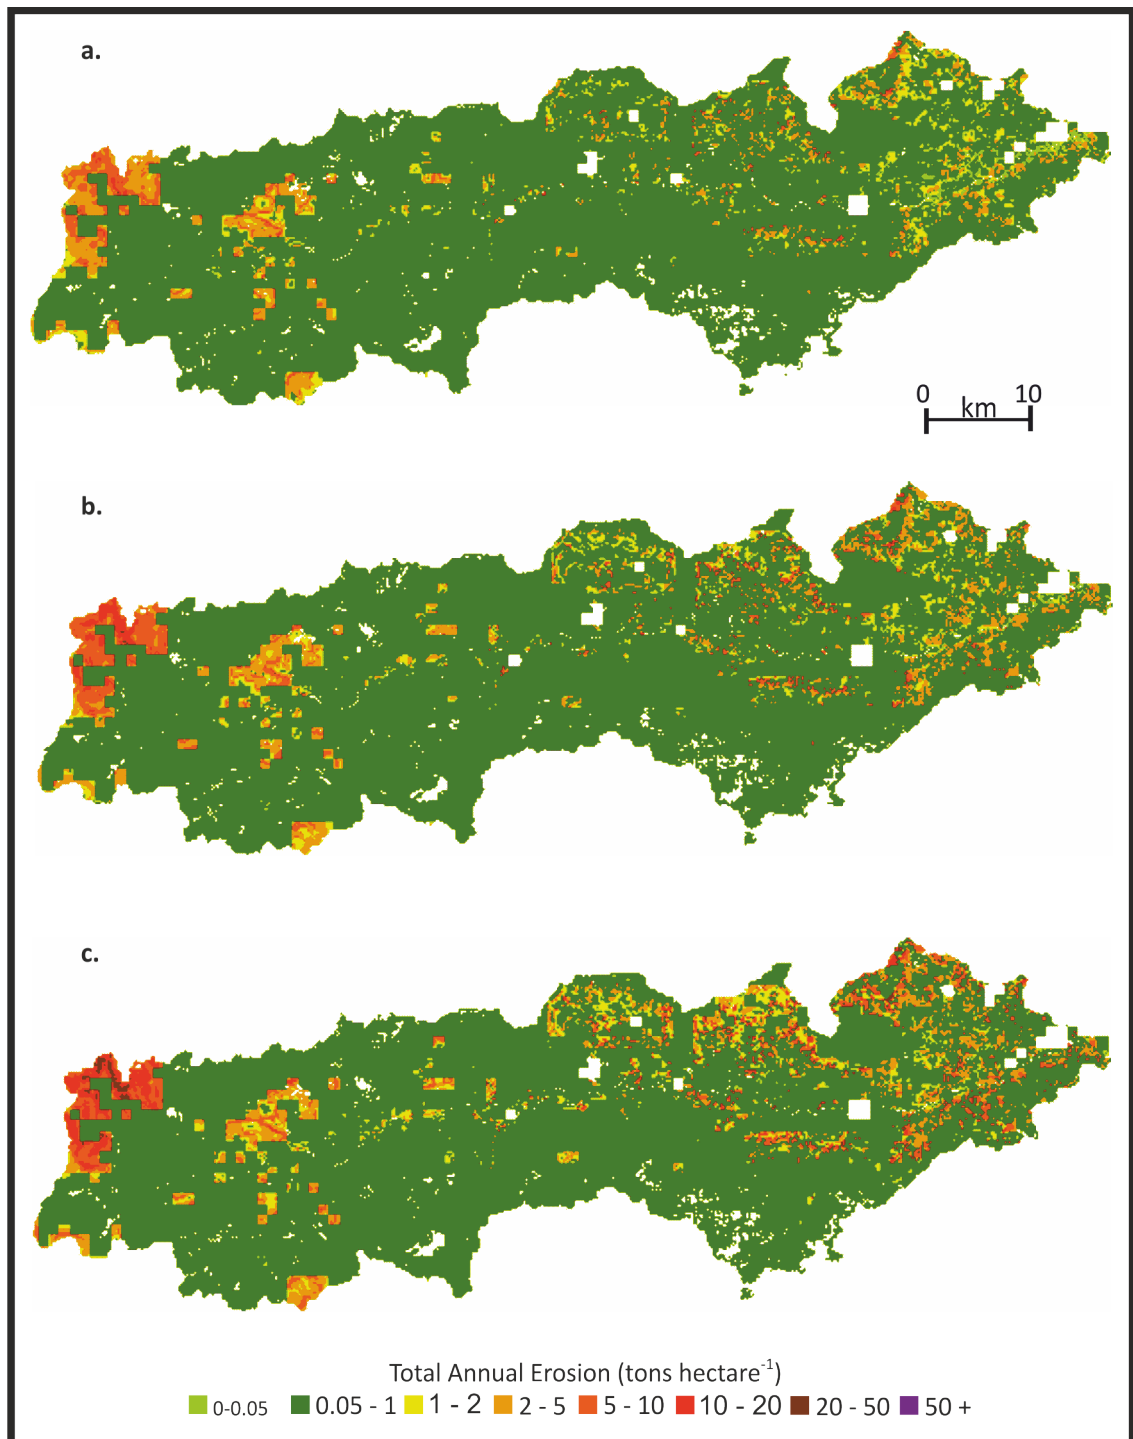 a.
0 10
km
b.
c.
Total Annual Erosion (tons hectare⁻¹)
0-0.05 0.05 - 1 1 - 2 2 - 5 5 - 10 10 - 20 20 - 50 50 +